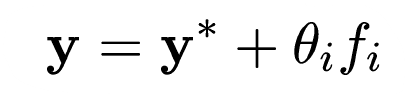 y = y* + θᵢfᵢ